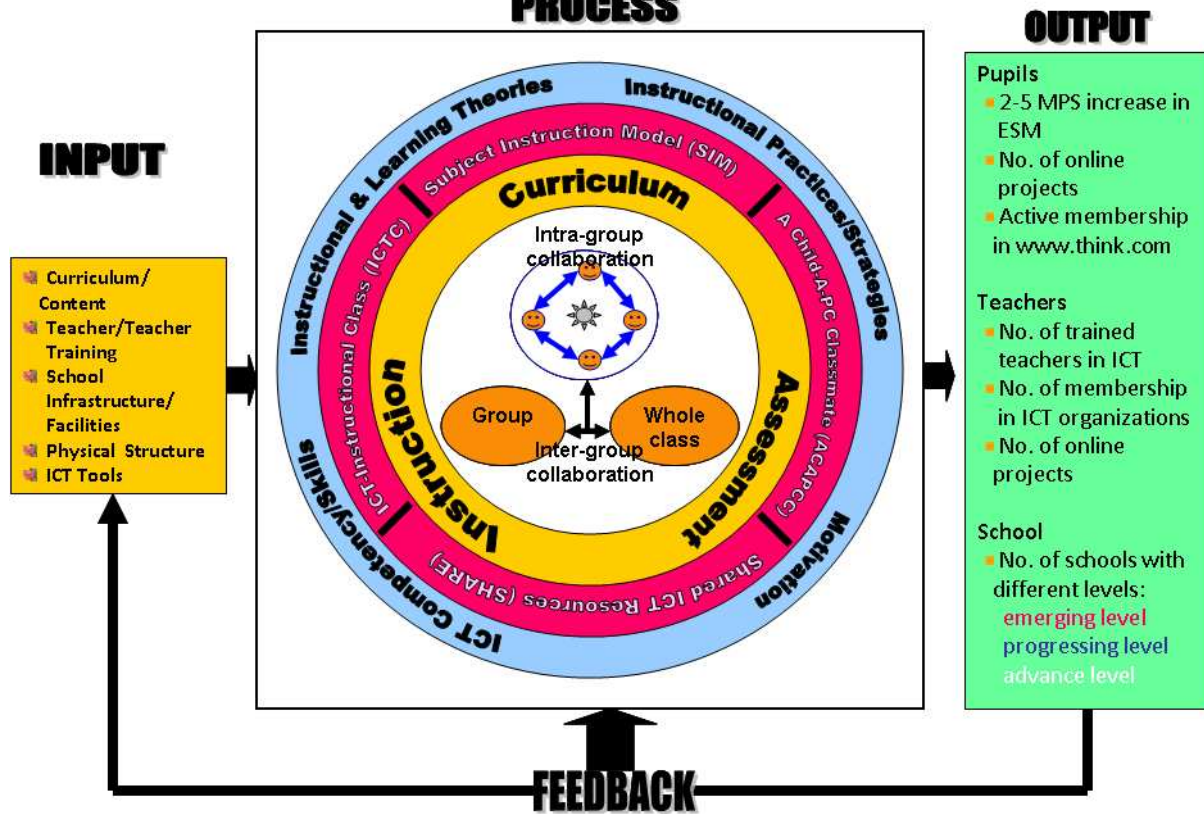 PROCESS
INPUT
Curriculum/
Content
Teacher/Teacher
Training
School
Infrastructure/
Facilities
Physical Structure
ICT Tools
Instructional & Learning Theories
Instructional Practices/Strategies
Motivation
ICT Competency/Skills
Subject Instruction Model (SIM)
A Child-A-PC Classmate (ACAPCC)
Shared ICT Resources (SHARE)
ICT-Instructional Class (ICTC)
Curriculum
Assessment
Instruction
Intra-group
collaboration
Group
Whole
class
Inter-group
collaboration
OUTPUT
Pupils
2-5 MPS increase in
ESM
No. of online
projects
Active membership
in www.think.com
Teachers
No. of trained
teachers in ICT
No. of membership
in ICT organizations
No. of online
projects
School
No. of schools with
different levels:
emerging level
progressing level
advance level
FEEDBACK